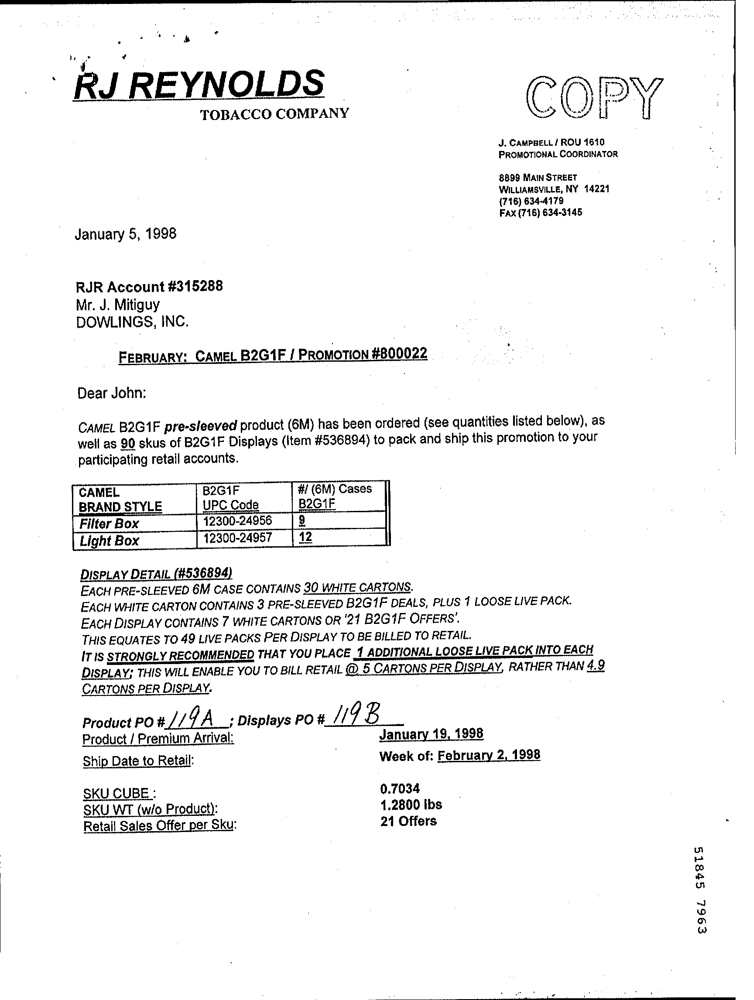 RJ REYNOLDS
TOBACCO COMPANY
COPY
J. CAMPBELL / ROU 1610
PROMOTIONAL COORDINATOR
8899 MAIN STREET
WILLIAMSVILLE, NY 14221
(716) 634-4179
FAX (716) 634-3145
January 5, 1998
RJR Account #315288
Mr. J. Mitiguy
DOWLINGS, INC.
FEBRUARY: CAMEL B2G1F / PROMOTION #800022
Dear John:
CAMEL B2G1F pre-sleeved product (6M) has been ordered (see quantities listed below), as
well as 90 skus of B2G1F Displays (Item #536894) to pack and ship this promotion to your
participating retail accounts.
CAMEL B2G1F #/ (6M) Cases
BRAND STYLE UPC Code B2G1F
Filter Box 12300-24956 9
Light Box 12300-24957 12
DISPLAY DETAIL (#536894)
EACH PRE-SLEEVED 6M CASE CONTAINS 30 WHITE CARTONS.
EACH WHITE CARTON CONTAINS 3 PRE-SLEEVED B2G1F DEALS, PLUS 1 LOOSE LIVE PACK.
EACH DISPLAY CONTAINS 7 WHITE CARTONS OR '21 B2G1F OFFERS'.
THIS EQUATES TO 49 LIVE PACKS PER DISPLAY TO BE BILLED TO RETAIL.
IT IS STRONGLY RECOMMENDED THAT YOU PLACE 1 ADDITIONAL LOOSE LIVE PACK INTO EACH
DISPLAY; THIS WILL ENABLE YOU TO BILL RETAIL @ 5 CARTONS PER DISPLAY, RATHER THAN 4.9
CARTONS PER DISPLAY.
Product PO # 119A ; Displays PO # 119B
Product / Premium Arrival: January 19, 1998
Ship Date to Retail: Week of: February 2, 1998
SKU CUBE : 0.7034
SKU WT (w/o Product): 1.2800 lbs
Retail Sales Offer per Sku: 21 Offers
51845 7963